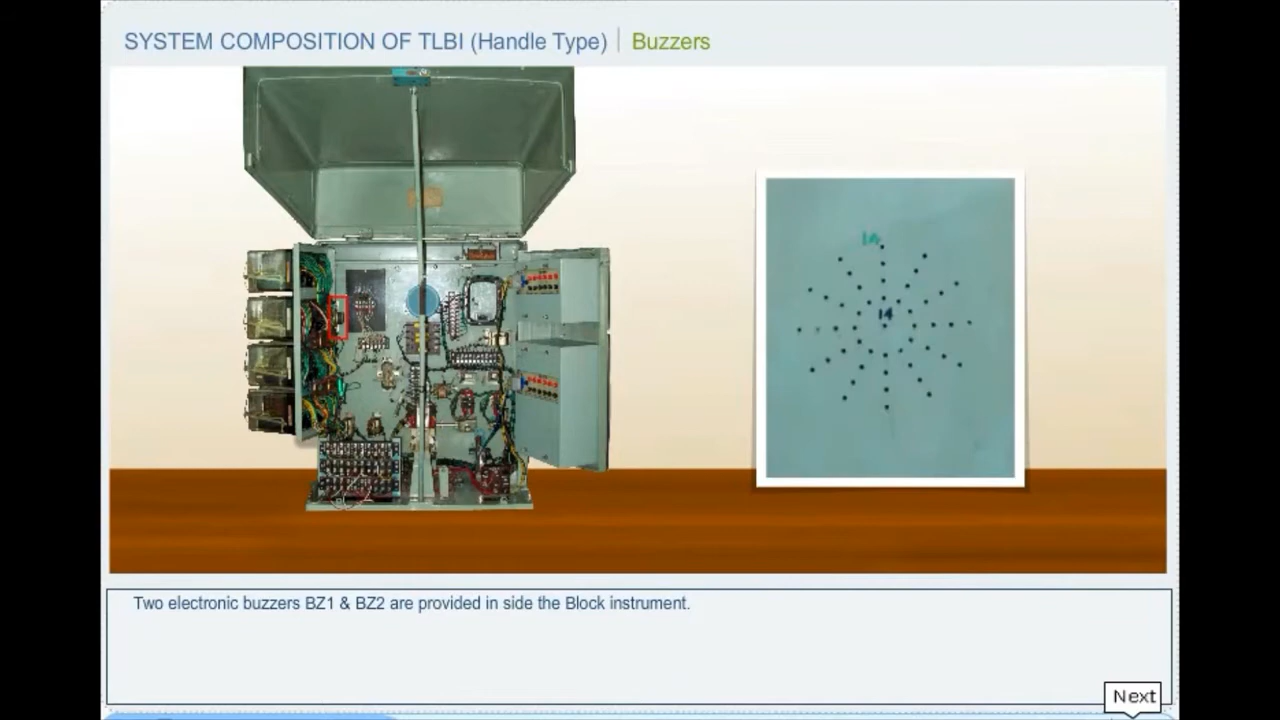 SYSTEM COMPOSITION OF TLBI (Handle Type) | Buzzers
14
14
Two electronic buzzers BZ1 & BZ2 are provided in side the Block instrument.
Next